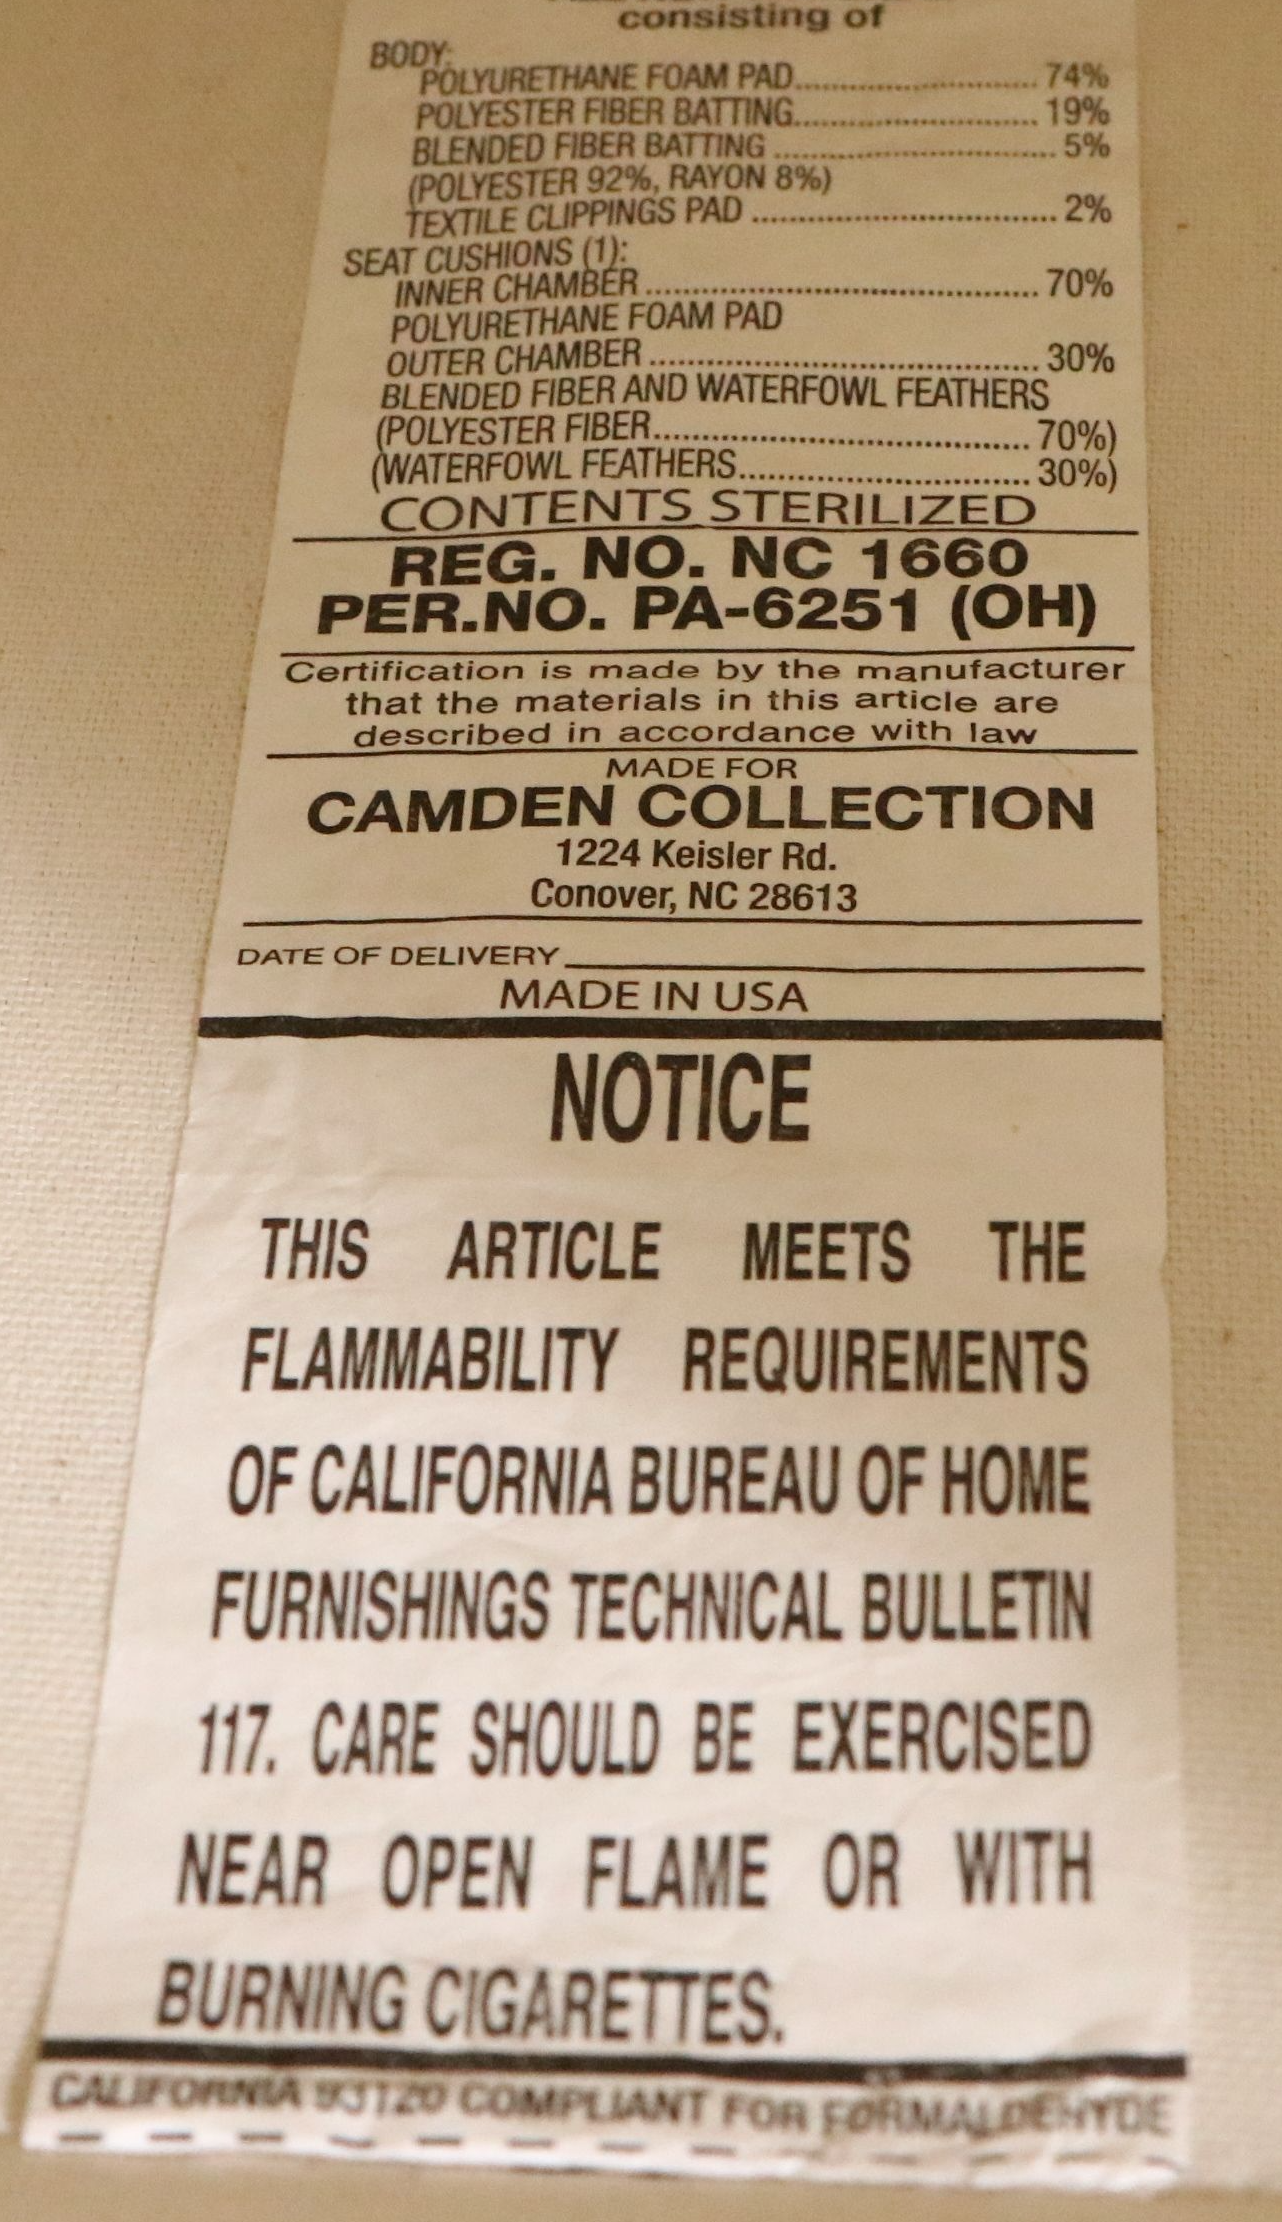 consisting of
BODY:
POLYURETHANE FOAM PAD.................................. 74%
POLYESTER FIBER BATTING.................................. 19%
BLENDED FIBER BATTING ....................................... 5%
(POLYESTER 92%, RAYON 8%)
TEXTILE CLIPPINGS PAD .......................................... 2%
SEAT CUSHIONS (1):
INNER CHAMBER ..................................................... 70%
POLYURETHANE FOAM PAD
OUTER CHAMBER .................................................... 30%
BLENDED FIBER AND WATERFOWL FEATHERS
(POLYESTER FIBER.................................................. 70%)
(WATERFOWL FEATHERS....................................... 30%)
CONTENTS STERILIZED
REG. NO. NC 1660
PER.NO. PA-6251 (OH)
Certification is made by the manufacturer
that the materials in this article are
described in accordance with law
MADE FOR
CAMDEN COLLECTION
1224 Keisler Rd.
Conover, NC 28613
DATE OF DELIVERY
MADE IN USA
NOTICE
THIS ARTICLE MEETS THE
FLAMMABILITY REQUIREMENTS
OF CALIFORNIA BUREAU OF HOME
FURNISHINGS TECHNICAL BULLETIN
117. CARE SHOULD BE EXERCISED
NEAR OPEN FLAME OR WITH
BURNING CIGARETTES.
CALIFORNIA 93120 COMPLIANT FOR FORMALDEHYDE